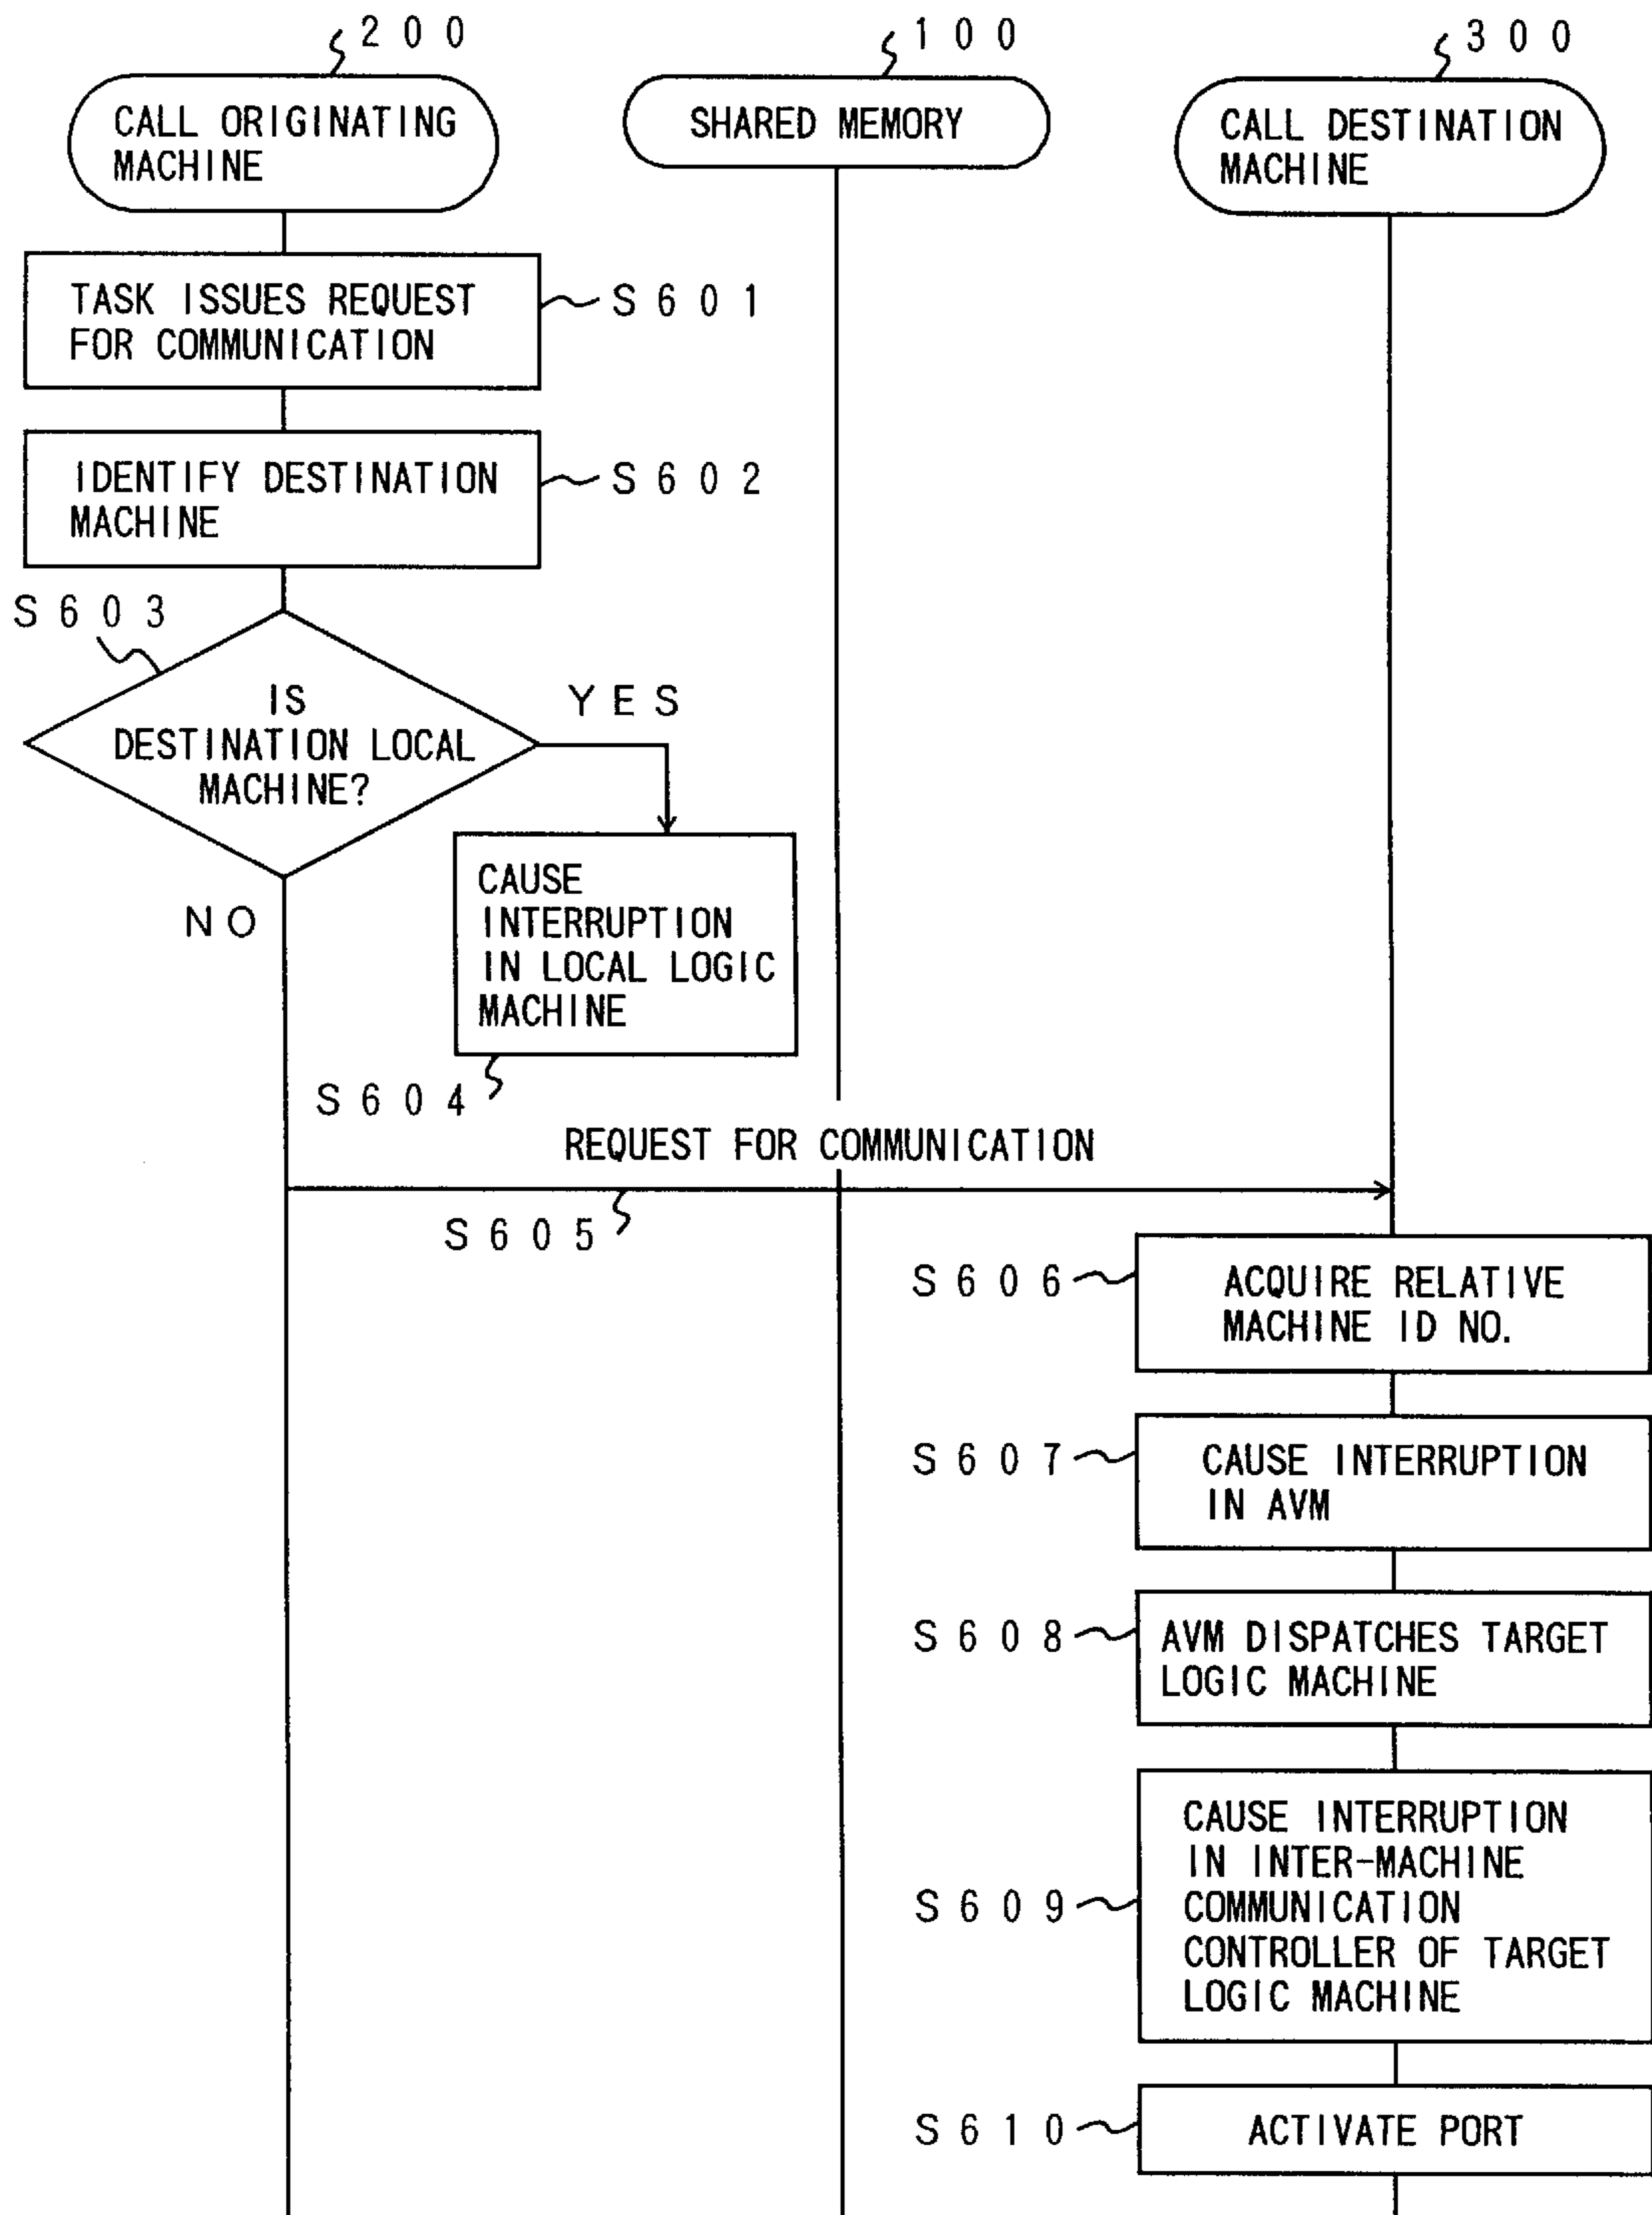 200
100
300
CALL ORIGINATING
MACHINE
SHARED MEMORY
CALL DESTINATION
MACHINE
TASK ISSUES REQUEST
FOR COMMUNICATION
S601
IDENTIFY DESTINATION
MACHINE
S602
S603
IS
DESTINATION LOCAL
MACHINE?
YES
NO
CAUSE
INTERRUPTION
IN LOCAL LOGIC
MACHINE
S604
REQUEST FOR COMMUNICATION
S605
S606
ACQUIRE RELATIVE
MACHINE ID NO.
S607
CAUSE INTERRUPTION
IN AVM
S608
AVM DISPATCHES TARGET
LOGIC MACHINE
S609
CAUSE INTERRUPTION
IN INTER-MACHINE
COMMUNICATION
CONTROLLER OF TARGET
LOGIC MACHINE
S610
ACTIVATE PORT